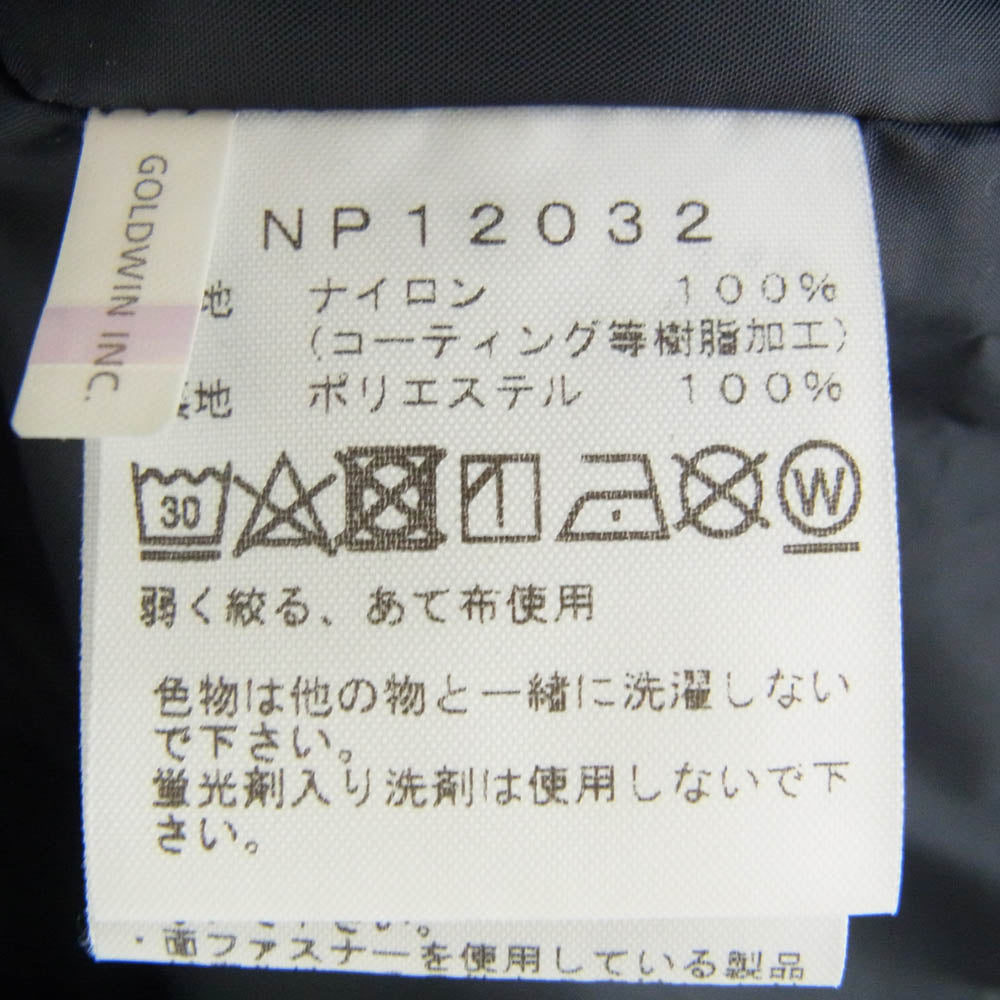 GOLDWIN INC.
NP12032
地 ナイロン 100%
(コーティング等樹脂加工)
地 ポリエステル 100%
30 W
弱く絞る、あて布使用
色物は他の物と一緒に洗濯しない
で下さい。
蛍光剤入り洗剤は使用しないで下
さい。
・面ファスナーを使用している製品